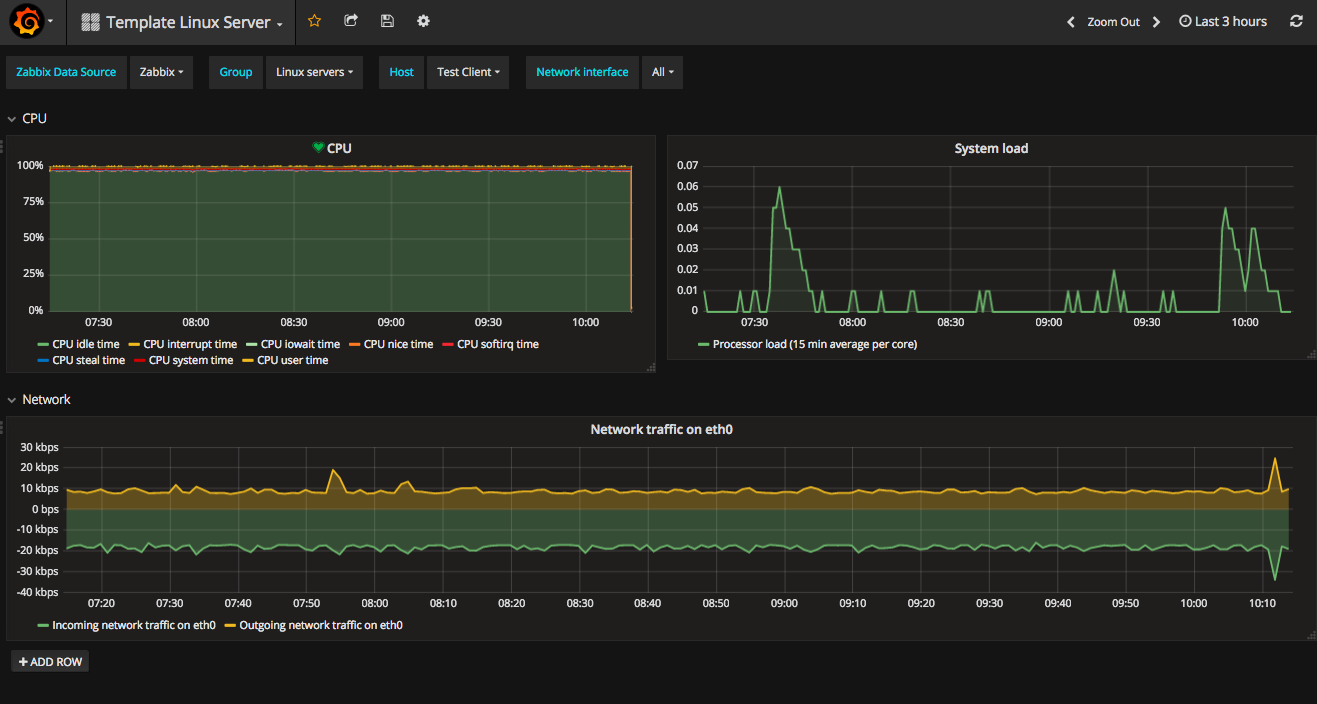 Template Linux Server
Zoom Out
Last 3 hours
Zabbix Data Source Zabbix Group Linux servers Host Test Client Network interface All
CPU
CPU
100%
75%
50%
25%
0%
07:30 08:00 08:30 09:00 09:30 10:00
CPU idle time CPU interrupt time CPU iowait time CPU nice time CPU softirq time
CPU steal time CPU system time CPU user time
System load
0.07
0.06
0.05
0.04
0.03
0.02
0.01
0
07:30 08:00 08:30 09:00 09:30 10:00
Processor load (15 min average per core)
Network
Network traffic on eth0
30 kbps
20 kbps
10 kbps
0 bps
-10 kbps
-20 kbps
-30 kbps
-40 kbps
07:20 07:30 07:40 07:50 08:00 08:10 08:20 08:30 08:40 08:50 09:00 09:10 09:20 09:30 09:40 09:50 10:00 10:10
Incoming network traffic on eth0 Outgoing network traffic on eth0
+ ADD ROW